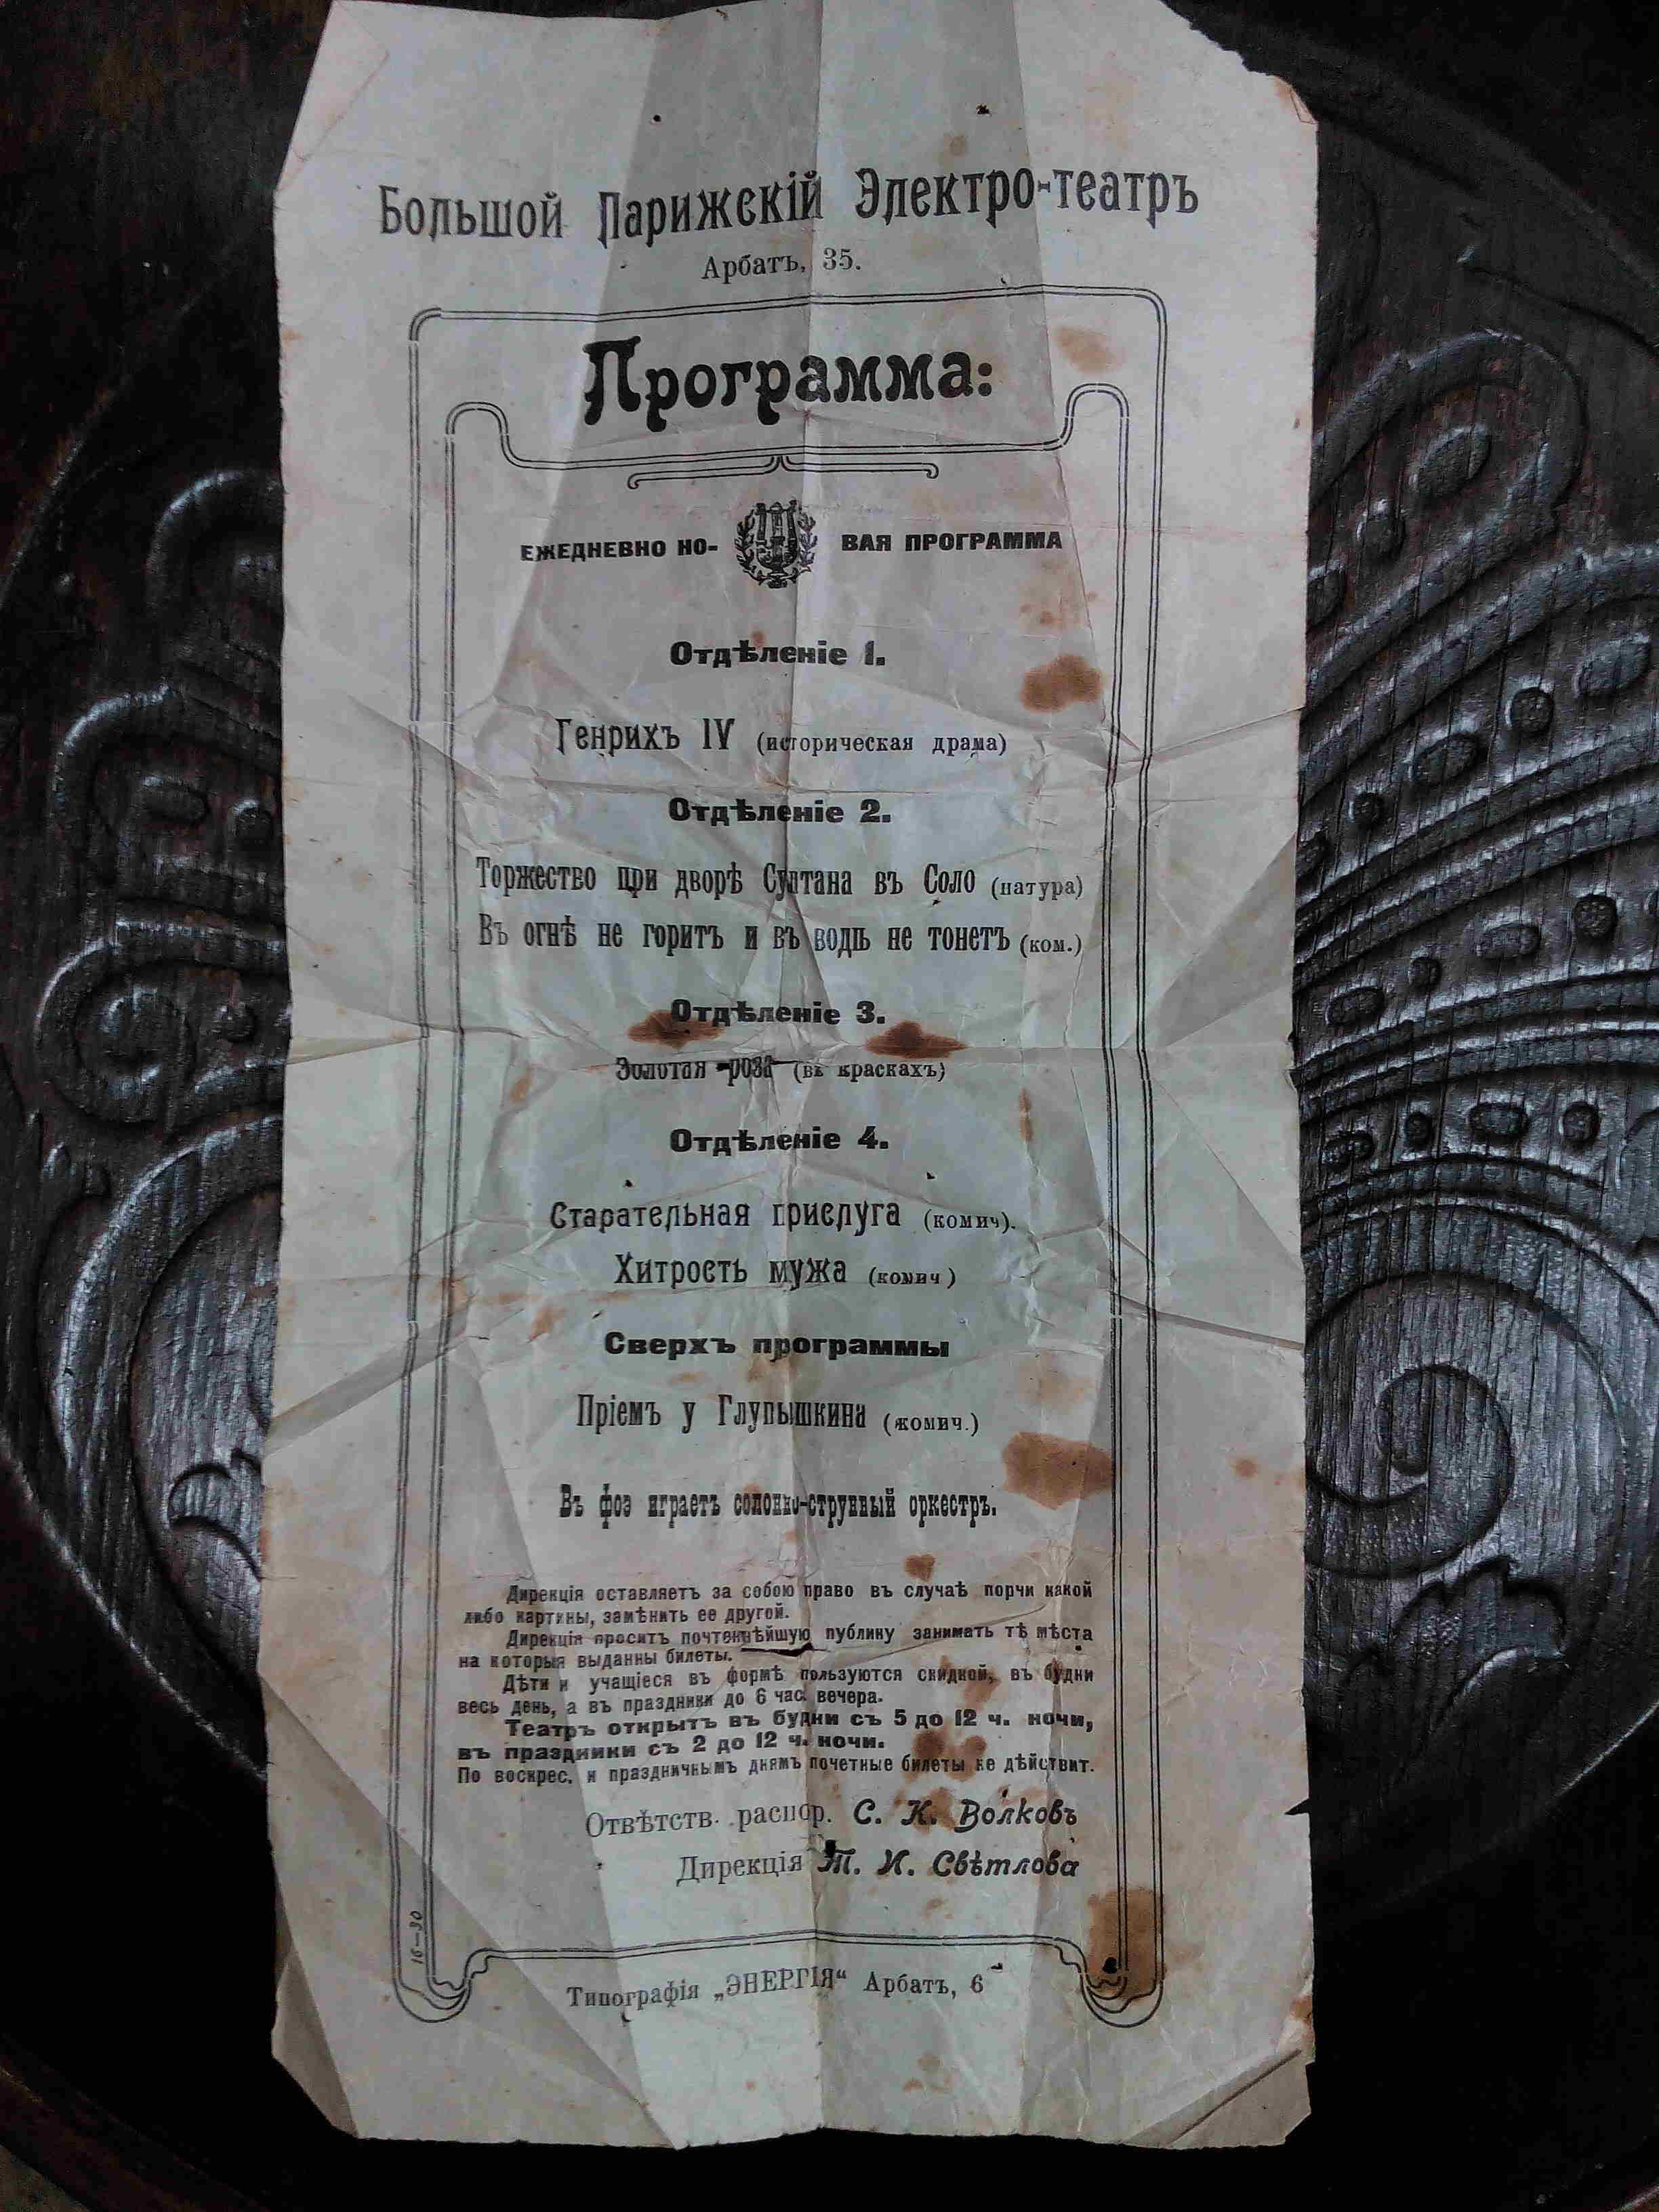 Большой Парижскій Электро-театръ
Арбатъ, 35.
Программа:
ЕЖЕДНЕВНО НО- ВАЯ ПРОГРАММА
Отдѣленіе 1.
Генрихъ IV (историческая драма)
Отдѣленіе 2.
Торжество при дворѣ Султана въ Соло (натура)
Въ огнѣ не горитъ и въ водѣ не тонетъ (ком.)
Отдѣленіе 3.
Золотая роза (въ краскахъ)
Отдѣленіе 4.
Старательная прислуга (комич).
Хитрость мужа (комич)
Сверхъ программы
Пріемъ у Глупышкина (комич.)
Въ фоэ играетъ солонно-струнный оркестръ.
Дирекція оставляетъ за собою право въ случаѣ порчи какой
либо картины, замѣнить ее другой.
Дирекція проситъ почтеннѣйшую публику занимать тѣ мѣста
на которыя выданны билеты.
Дѣти и учащіеся въ формѣ пользуются скидкой, въ будни
весь день, а въ праздники до 6 час. вечера.
Театръ открытъ въ будни съ 5 до 12 ч. ночи,
въ праздники съ 2 до 12 ч. ночи.
По воскрес. и праздничнымъ днямъ почетные билеты не дѣйствит.
Отвѣтств. распор. С. К. Волковъ
Дирекція Т. И. Свѣтлова
16—30
Типографія „ЭНЕРГІЯ“ Арбатъ, 6